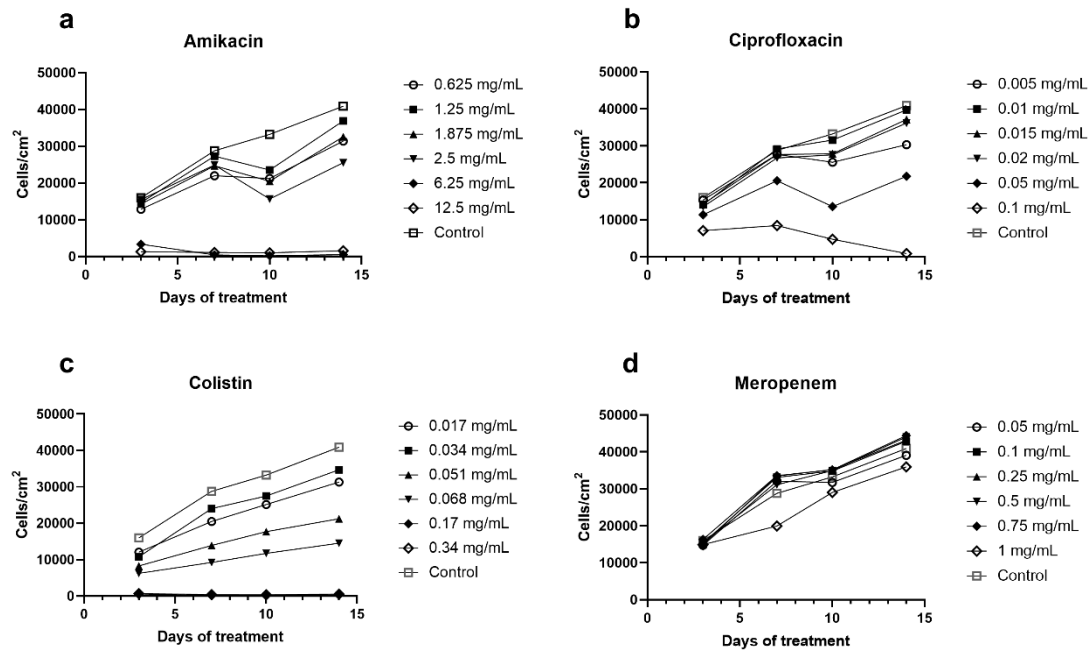 a
Amikacin
Cells/cm²
50000
40000
30000
20000
10000
0
0 5 10 15
Days of treatment
0.625 mg/mL
1.25 mg/mL
1.875 mg/mL
2.5 mg/mL
6.25 mg/mL
12.5 mg/mL
Control
b
Ciprofloxacin
Cells/cm²
50000
40000
30000
20000
10000
0
0 5 10 15
Days of treatment
0.005 mg/mL
0.01 mg/mL
0.015 mg/mL
0.02 mg/mL
0.05 mg/mL
0.1 mg/mL
Control
c
Colistin
Cells/cm²
50000
40000
30000
20000
10000
0
0 5 10 15
Days of treatment
0.017 mg/mL
0.034 mg/mL
0.051 mg/mL
0.068 mg/mL
0.17 mg/mL
0.34 mg/mL
Control
d
Meropenem
Cells/cm²
50000
40000
30000
20000
10000
0
0 5 10 15
Days of treatment
0.05 mg/mL
0.1 mg/mL
0.25 mg/mL
0.5 mg/mL
0.75 mg/mL
1 mg/mL
Control